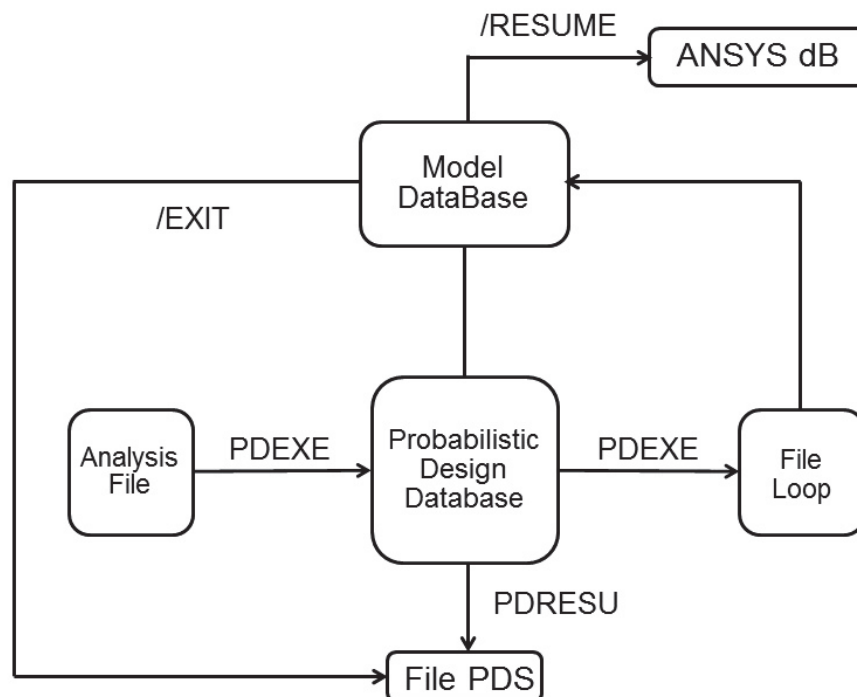 /RESUME
ANSYS dB
Model
DataBase
/EXIT
Analysis
File
PDEXE
Probabilistic
Design
Database
PDEXE
File
Loop
PDRESU
File PDS